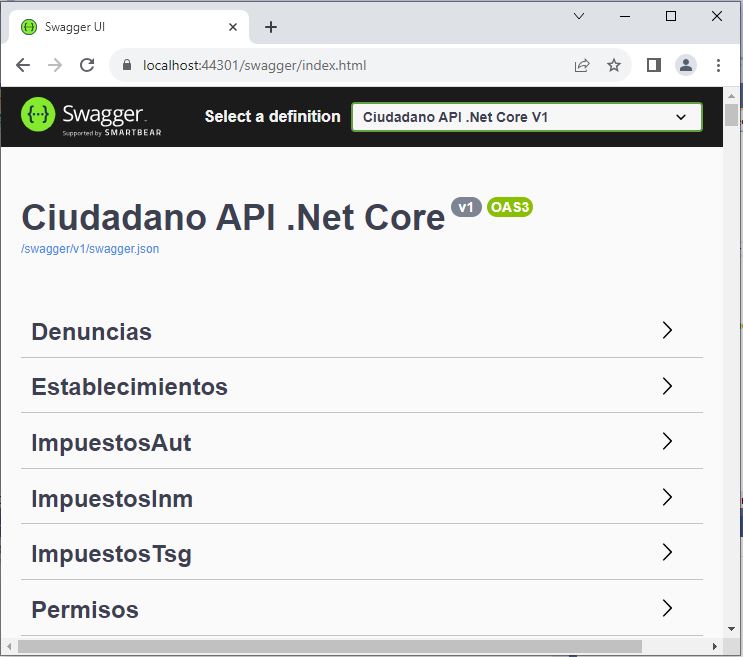 Swagger UI
localhost:44301/swagger/index.html
Swagger.
Supported by SMARTBEAR
Select a definition
Ciudadano API .Net Core V1
Ciudadano API .Net Core v1 OAS3
/swagger/v1/swagger.json
Denuncias
Establecimientos
ImpuestosAut
ImpuestosInm
ImpuestosTsg
Permisos